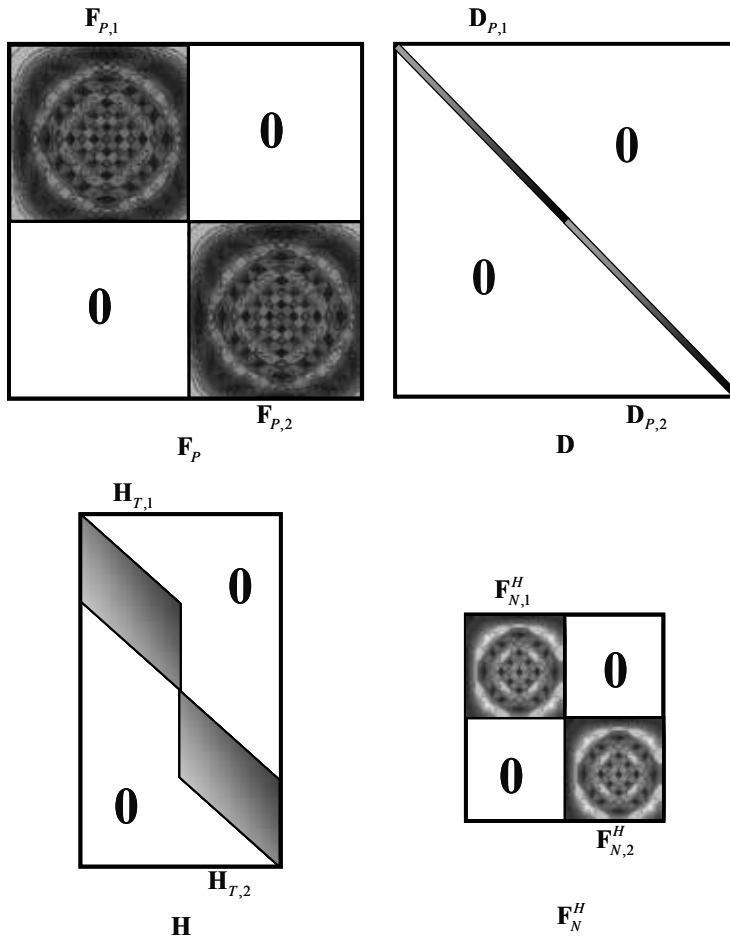 F_{P,1}
D_{P,1}
0
0
0
0
F_{P,2}
D_{P,2}
F_P
D
H_{T,1}
0
F^H_{N,1}
0
0
0
F^H_{N,2}
H_{T,2}
F^H_N
H